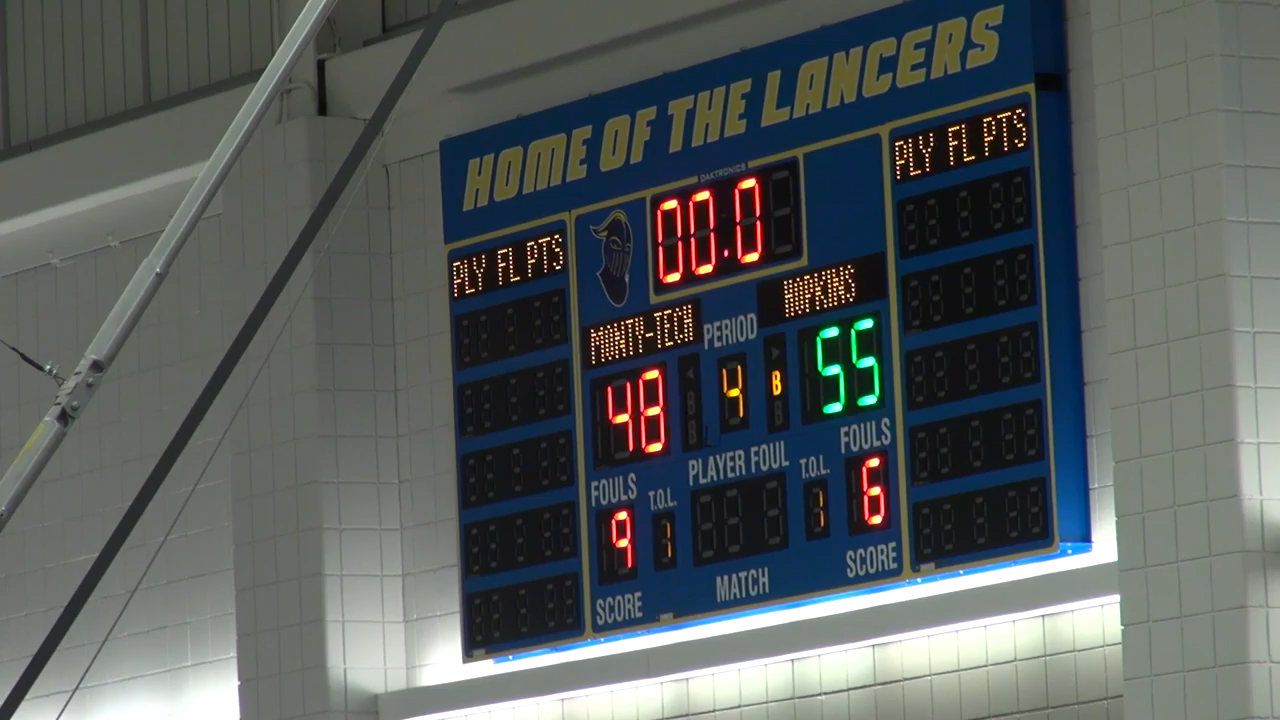 HOME OF THE LANCERS
DAKTRONICS
PLY FL PTS
00.0
PLY FL PTS
MONTY-TECH
PERIOD
HOPKINS
48
4
B
55
FOULS
T.O.L.
PLAYER FOUL
T.O.L.
FOULS
9
1
1
6
SCORE
MATCH
SCORE